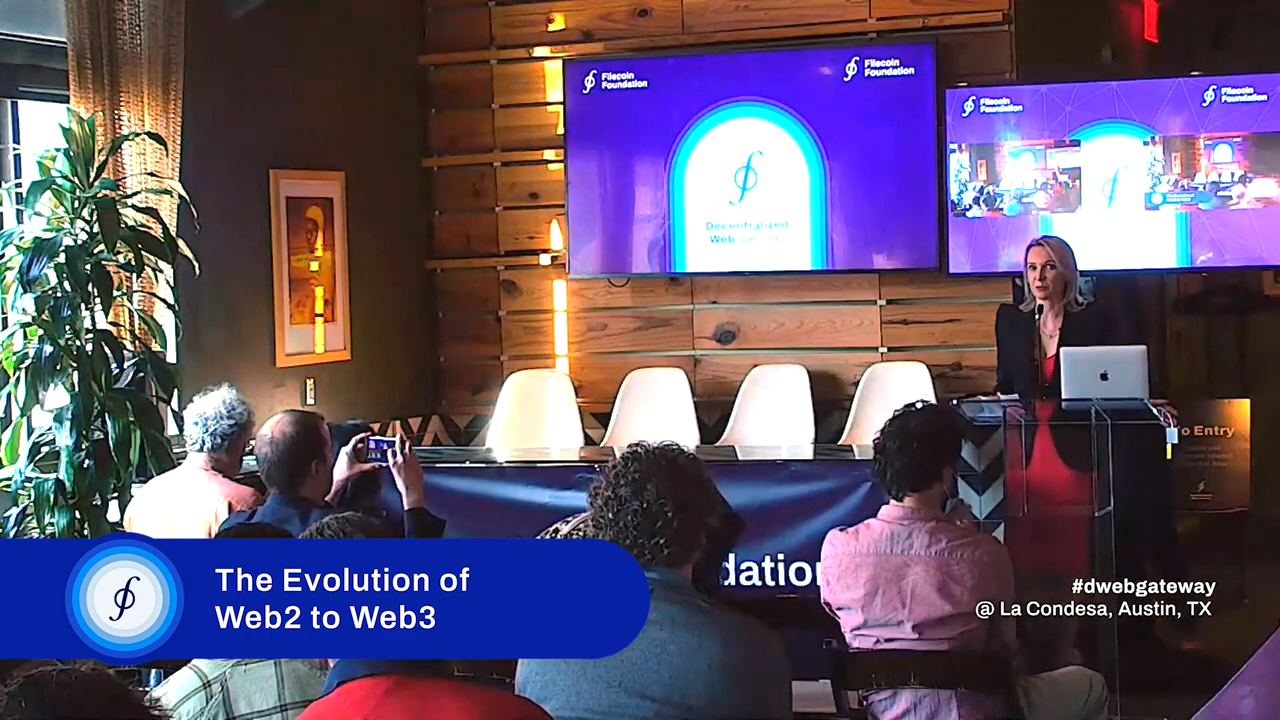 Filecoin
Foundation
Filecoin
Foundation
Decentralized
Web
Filecoin
Foundation
Filecoin
Foundation
o Entry
dation
#dwebgateway
@ La Condesa, Austin, TX
The Evolution of
Web2 to Web3